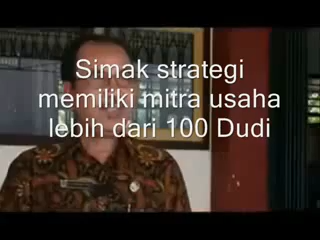 Simak strategi
memiliki mitra usaha
lebih dari 100 Dudi